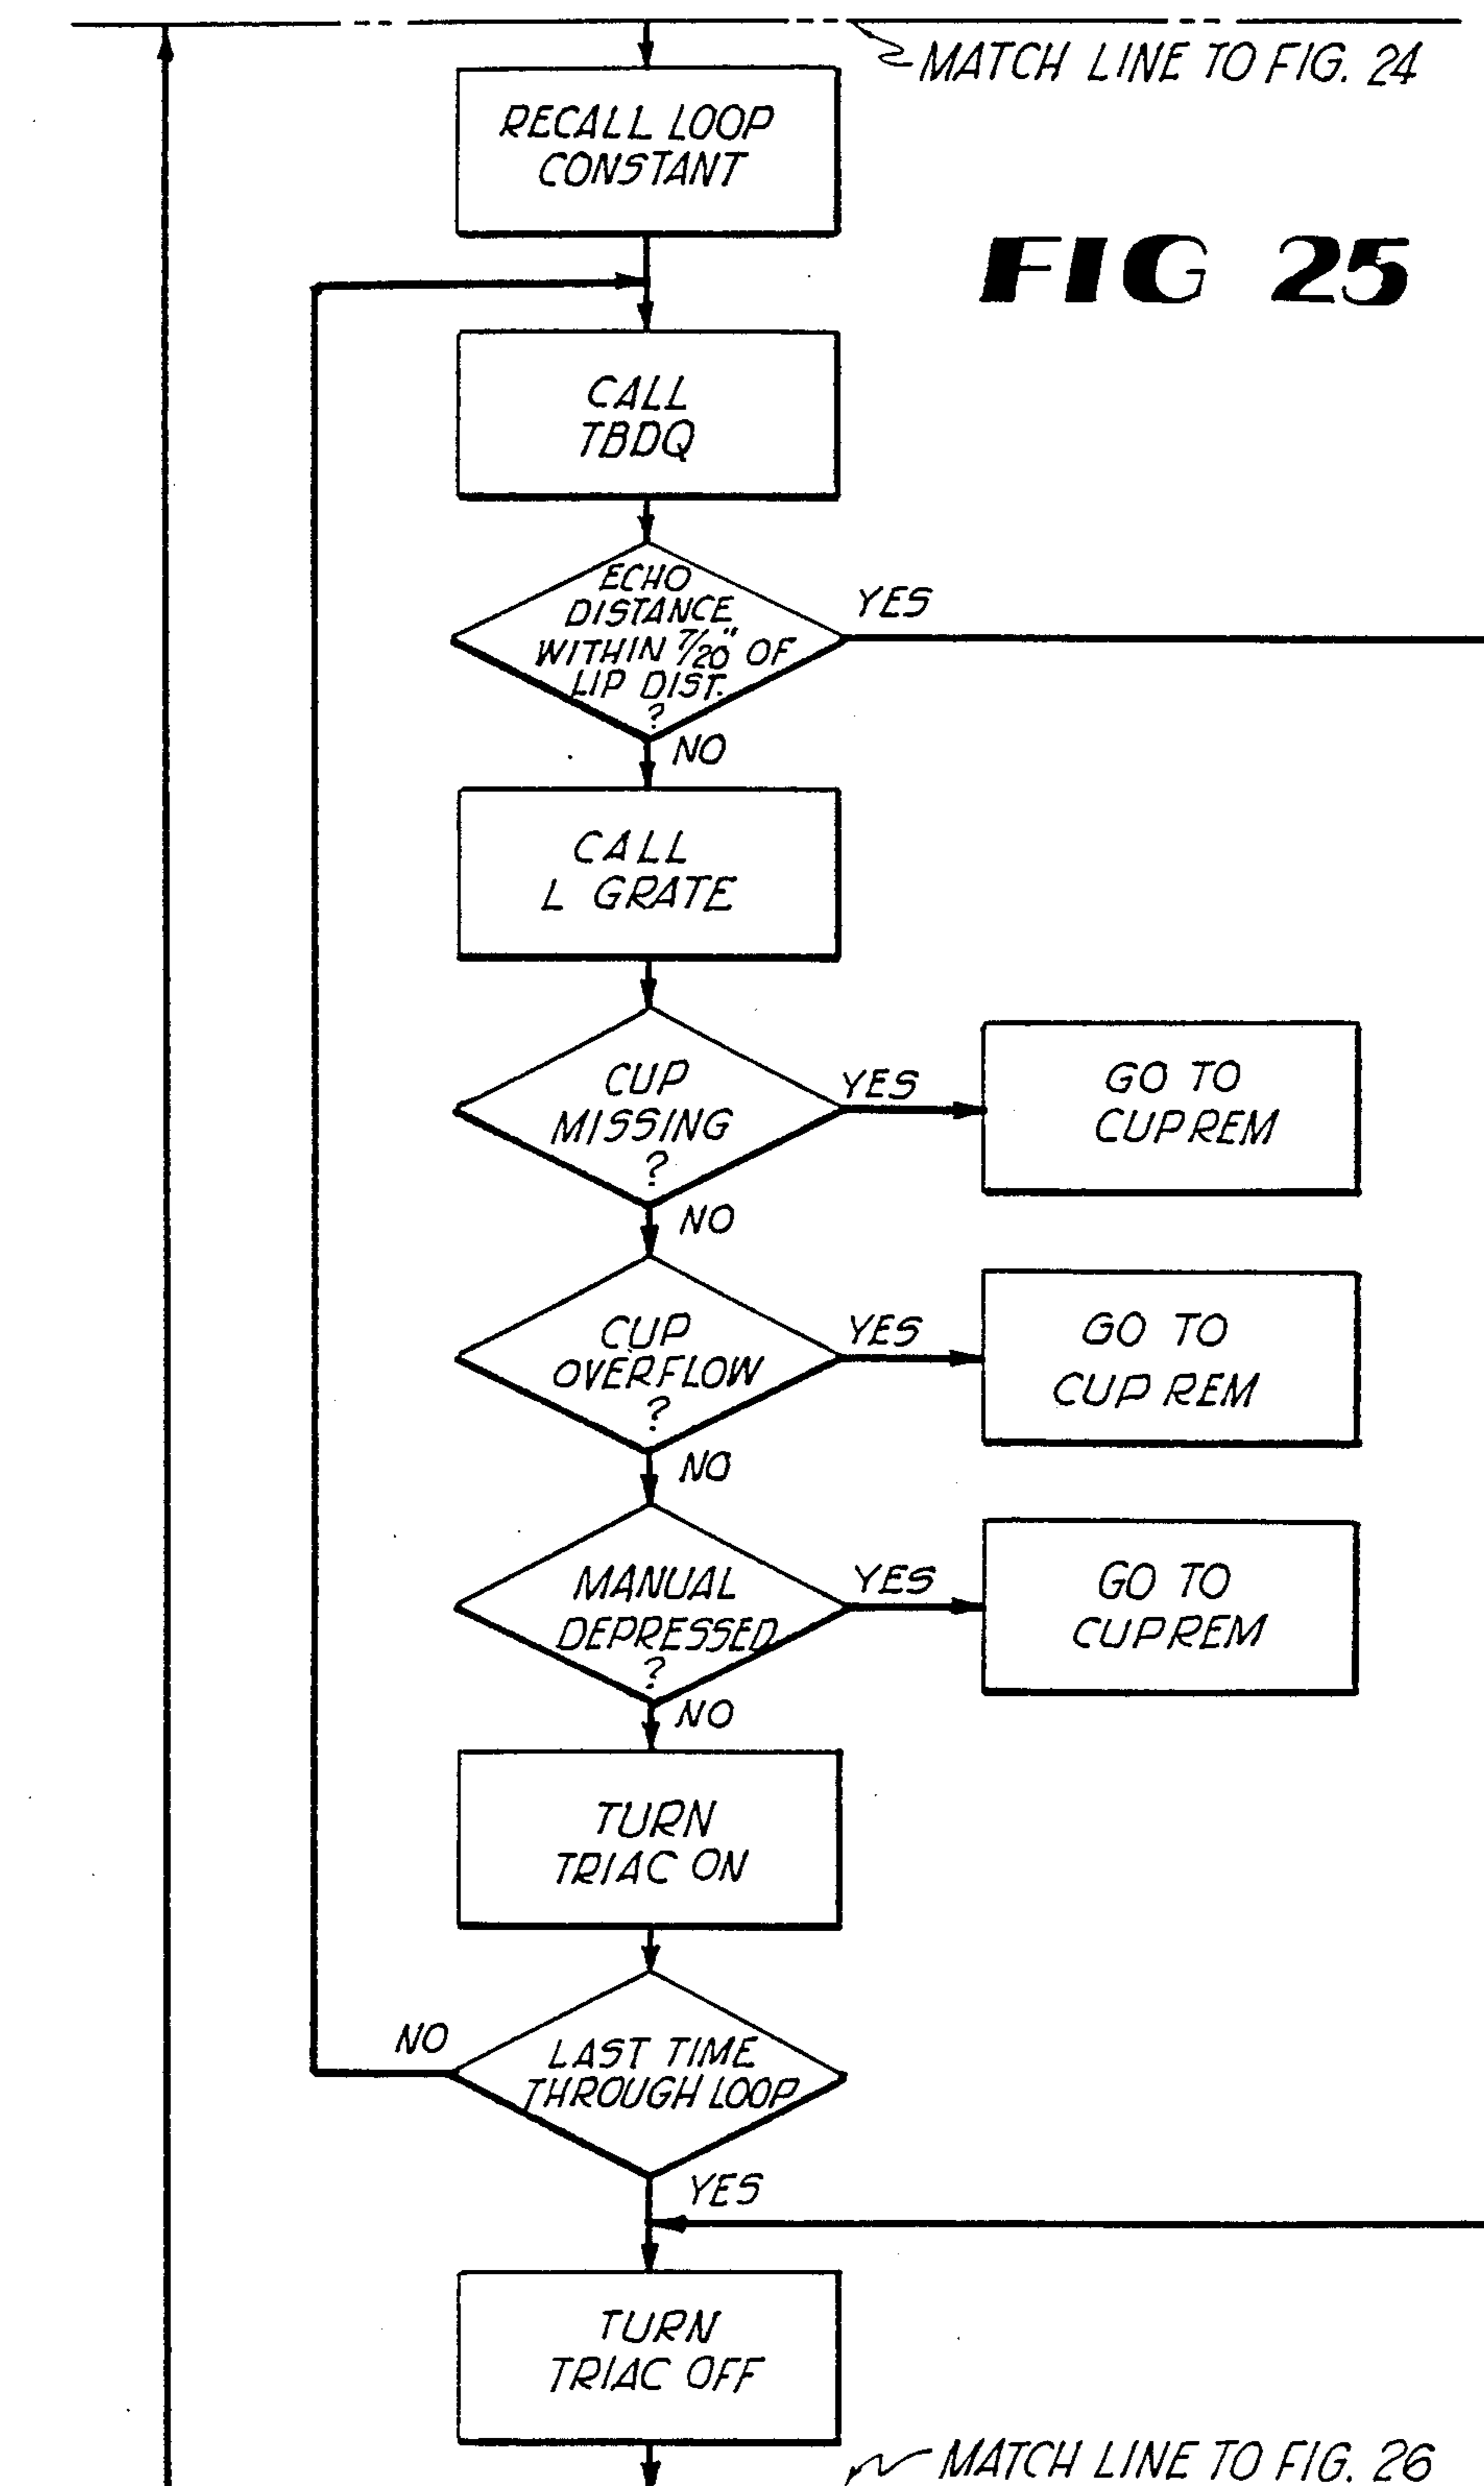 MATCH LINE TO FIG. 24
RECALL LOOP
CONSTANT
FIG 25
CALL
TBDQ
ECHO
DISTANCE
WITHIN 7/20" OF
LIP DIST.
?
YES
NO
CALL
L GRATE
CUP
MISSING
?
YES
GO TO
CUPREM
NO
CUP
OVERFLOW
?
YES
GO TO
CUP REM
NO
MANUAL
DEPRESSED
?
YES
GO TO
CUPREM
NO
TURN
TRIAC ON
NO
LAST TIME
THROUGH LOOP
YES
TURN
TRIAC OFF
MATCH LINE TO FIG. 26